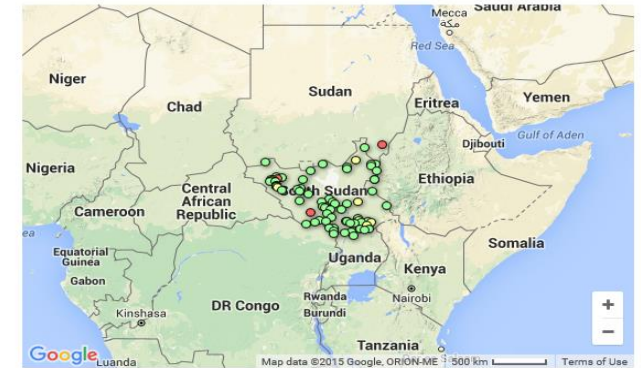 Mecca
مكة
Saudi Arabia
Red Sea
Niger
Chad
Sudan
Eritrea
Yemen
Djibouti
Gulf of Aden
Nigeria
Ethiopia
South Sudan
Central
African
Republic
Cameroon
Somalia
Equatorial
Guinea
Uganda
Kenya
Gabon
Rwanda
Nairobi
DR Congo
Burundi
Kinshasa
Tanzania
+
−
Google
Luanda
Map data ©2015 Google, ORION-ME
500 km
Terms of Use